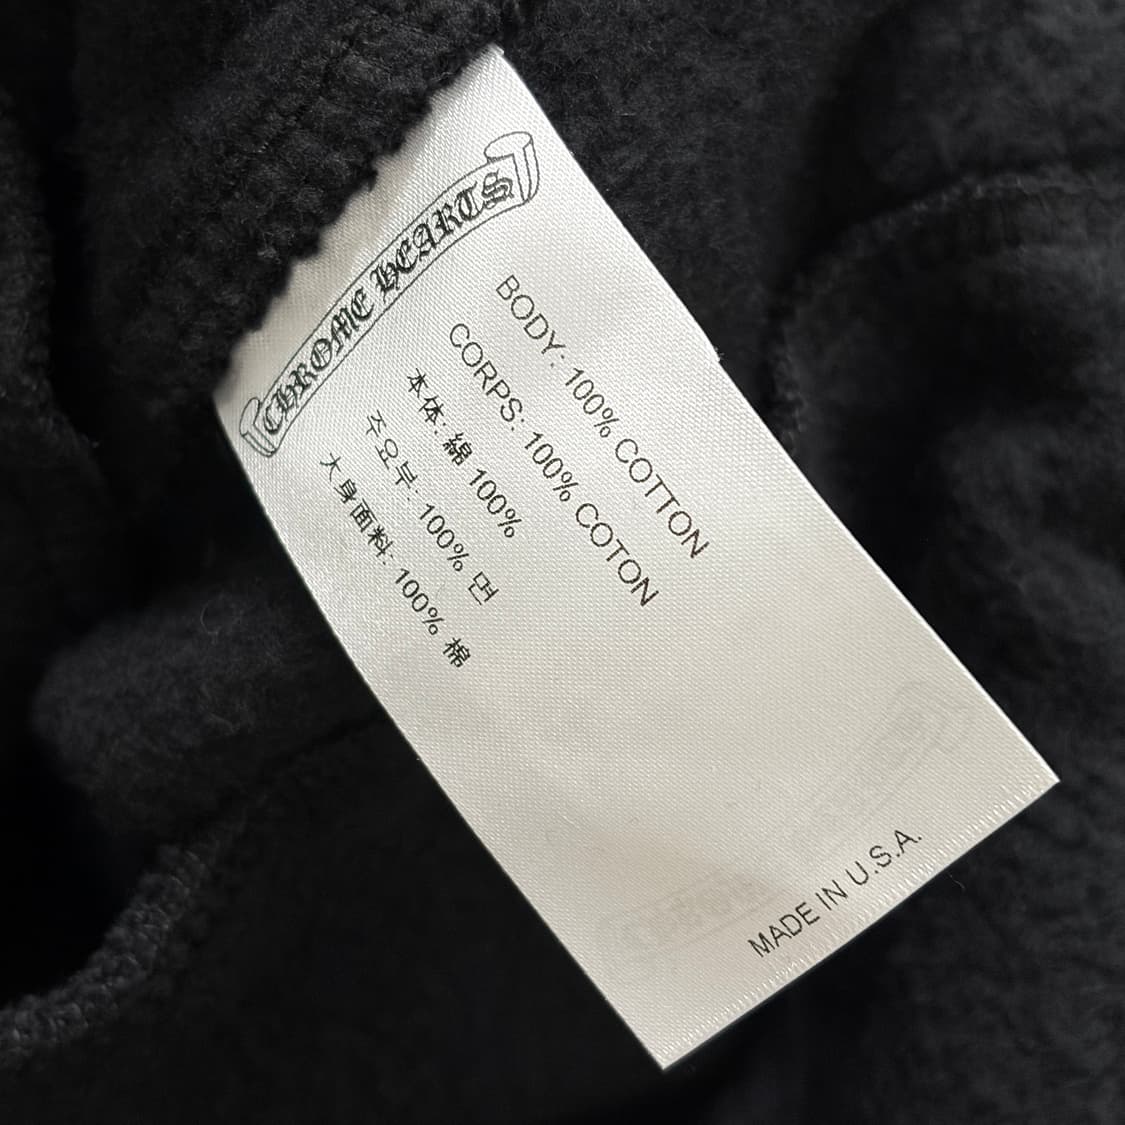 CHROME HEARTS
BODY: 100% COTTON
CORPS: 100% COTON
本体: 綿 100%
주요부: 100% 면
大身面料: 100% 棉
MADE IN U.S.A.